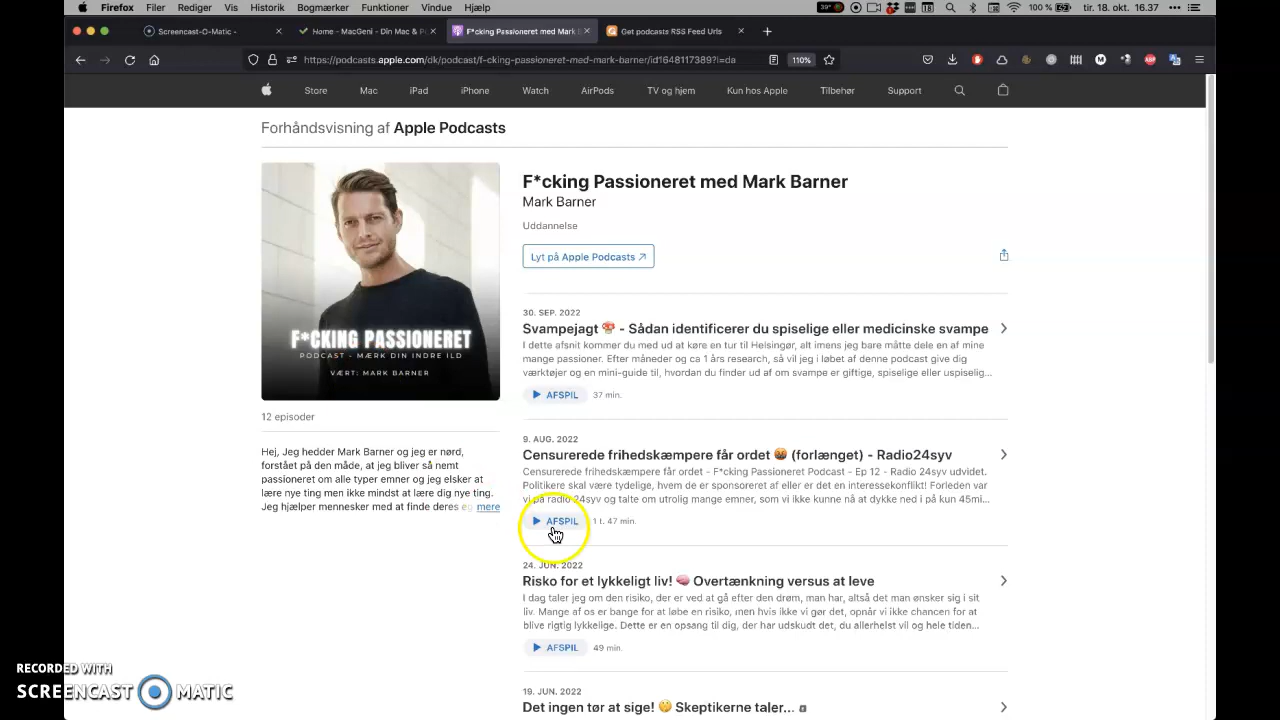 Firefox Filer Rediger Vis Historik Bogmærker Funktioner Vindue Hjælp 39° 100 % tir. 18. okt. 16.37
Screencast-O-Matic - Home - MacGeni - Din Mac & F*cking Passioneret med Mark Get podcasts RSS Feed Urls
https://podcasts.apple.com/dk/podcast/f-cking-passioneret-med-mark-barner/id1648117389?i=da 110%
Store Mac iPad iPhone Watch AirPods TV og hjem Kun hos Apple Tilbehør Support
Forhåndsvisning af Apple Podcasts
F*CKING PASSIONERET
PODCAST - MÆRK DIN INDRE ILD
VÆRT: MARK BARNER
12 episoder
Hej, Jeg hedder Mark Barner og jeg er nørd,
forstået på den måde, at jeg bliver så nemt
passioneret om alle typer emner og jeg elsker at
lære nye ting men ikke mindst at lære dig nye ting.
Jeg hjælper mennesker med at finde deres mere
F*cking Passioneret med Mark Barner
Mark Barner
Uddannelse
Lyt på Apple Podcasts ↗
30. SEP. 2022
Svampejagt 🍄 - Sådan identificerer du spiselige eller medicinske svampe
I dette afsnit kommer du med ud at køre en tur til Helsingør, alt imens jeg bare måtte dele en af mine
mange passioner. Efter måneder og ca 1 års research, så vil jeg i løbet af denne podcast give dig
værktøjer og en mini-guide til, hvordan du finder ud af om svampe er giftige, spiselige eller uspiselig...
AFSPIL 37 min.
9. AUG. 2022
Censurerede frihedskæmpere får ordet 🤬 (forlænget) - Radio24syv
Censurerede frihedskæmpere får ordet - F*cking Passioneret Podcast - Ep 12 - Radio 24syv udvidet.
Politikere skal være tydelige, hvem de er sponsoreret af eller er det en interessekonflikt! Forleden var
vi på radio 24syv og talte om utrolig mange emner, som vi ikke kunne nå at dykke ned i på kun 45mi...
AFSPIL 1 t. 47 min.
24. JUN. 2022
Risko for et lykkeligt liv! 🧠 Overtænkning versus at leve
I dag taler jeg om den risiko, der er ved at gå efter den drøm, man har, altså det man ønsker sig i sit
liv. Mange af os er bange for at løbe en risiko, men hvis ikke vi gør det, opnår vi ikke chancen for at
blive rigtig lykkelige. Dette er en opsang til dig, der har udskudt det, du allerhelst vil og hele tiden...
AFSPIL 49 min.
19. JUN. 2022
Det ingen tør at sige! 🤫 Skeptikerne taler...
RECORDED WITH
SCREENCAST MATIC